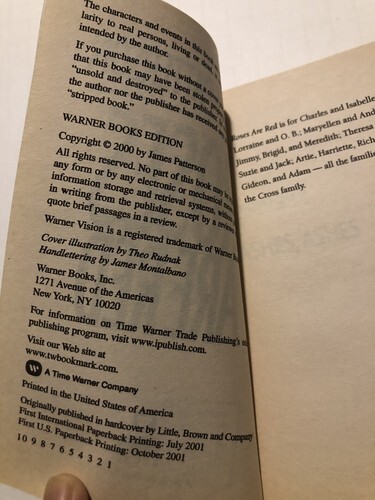 The characters and events in this book
larity to real persons, living or dead,
intended by the author.
If you purchase this book without a
that this book may have been stolen
"unsold and destroyed" to the
the author nor the publisher has received
"stripped book."
WARNER BOOKS EDITION
Copyright © 2000 by James Patterson
All rights reserved. No part of this book may be
any form or by any electronic or mechanical
information storage and retrieval systems, without
in writing from the publisher, except by a reviewer
quote brief passages in a review.
Warner Vision is a registered trademark of Warner
Cover illustration by Theo Rudnak
Handlettering by James Montalbano
Warner Books, Inc.
1271 Avenue of the Americas
New York, NY 10020
For information on Time Warner Trade Publishing's
publishing program, visit www.ipublish.com.
Visit our Web site at
www.twbookmark.com.
A Time Warner Company
Printed in the United States of America
Originally published in hardcover by Little, Brown and Company
First International Paperback Printing: July 2001
First U.S. Paperback Printing: October 2001
10 9 8 7 6 5 4 3 2 1
Roses Are Red is for Charles and Isabelle
Lorraine and O. B.; Maryellen and
Jimmy, Brigid, and Meredith; Theresa
Suzie and Jack; Artie, Harriette,
Gideon, and Adam — all the
the Cross family.